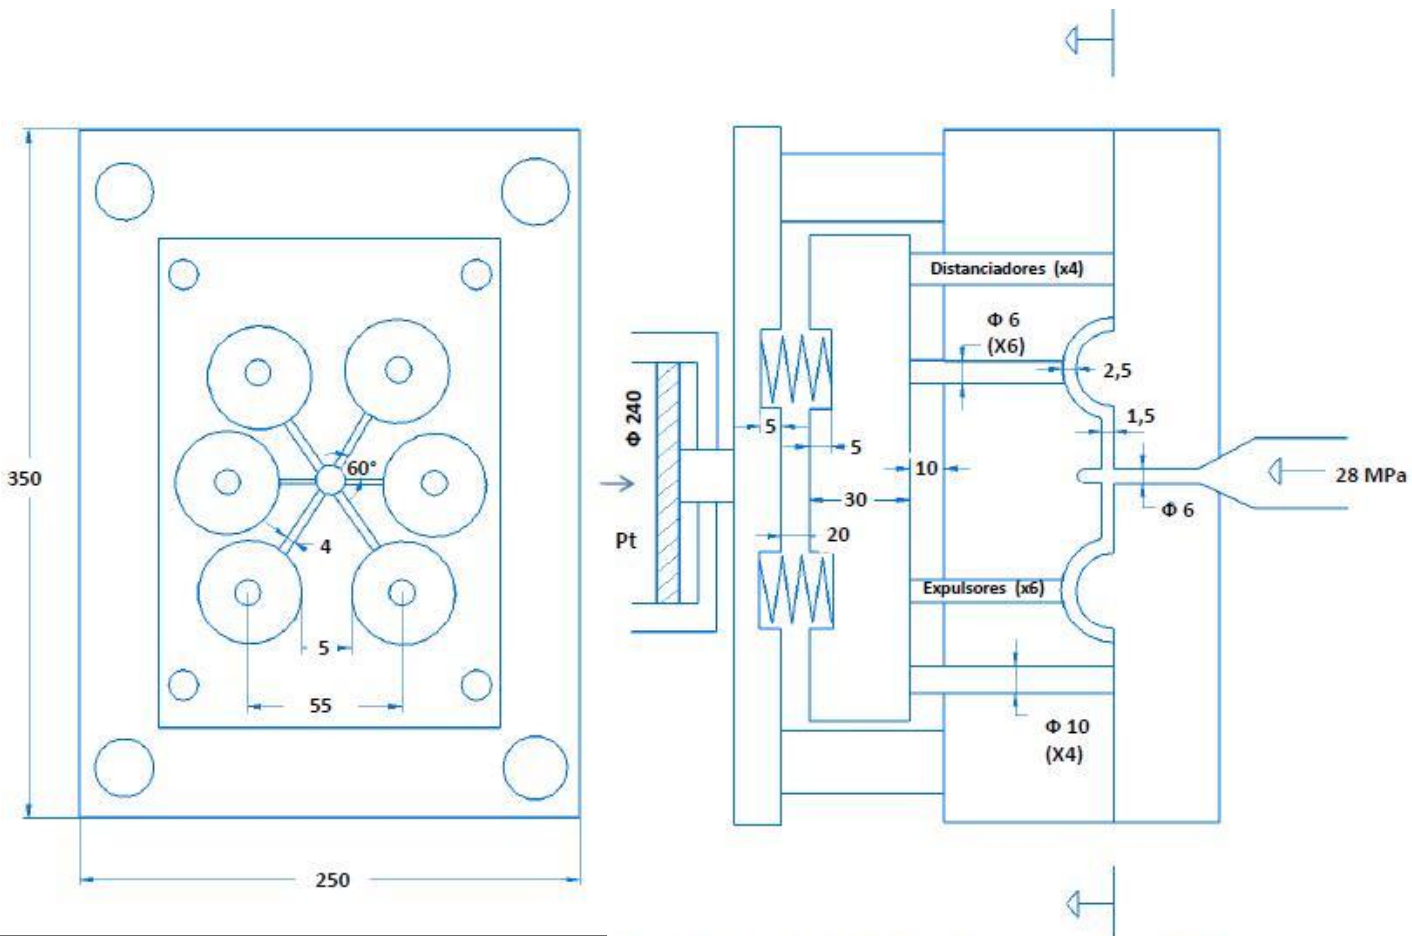 350
60°
4
5
55
250
Φ 240
Pt
Distanciadores (x4)
Φ 6
(X6)
2,5
1,5
5
5
10
30
20
28 MPa
Φ 6
Expulsores (x6)
Φ 10
(X4)